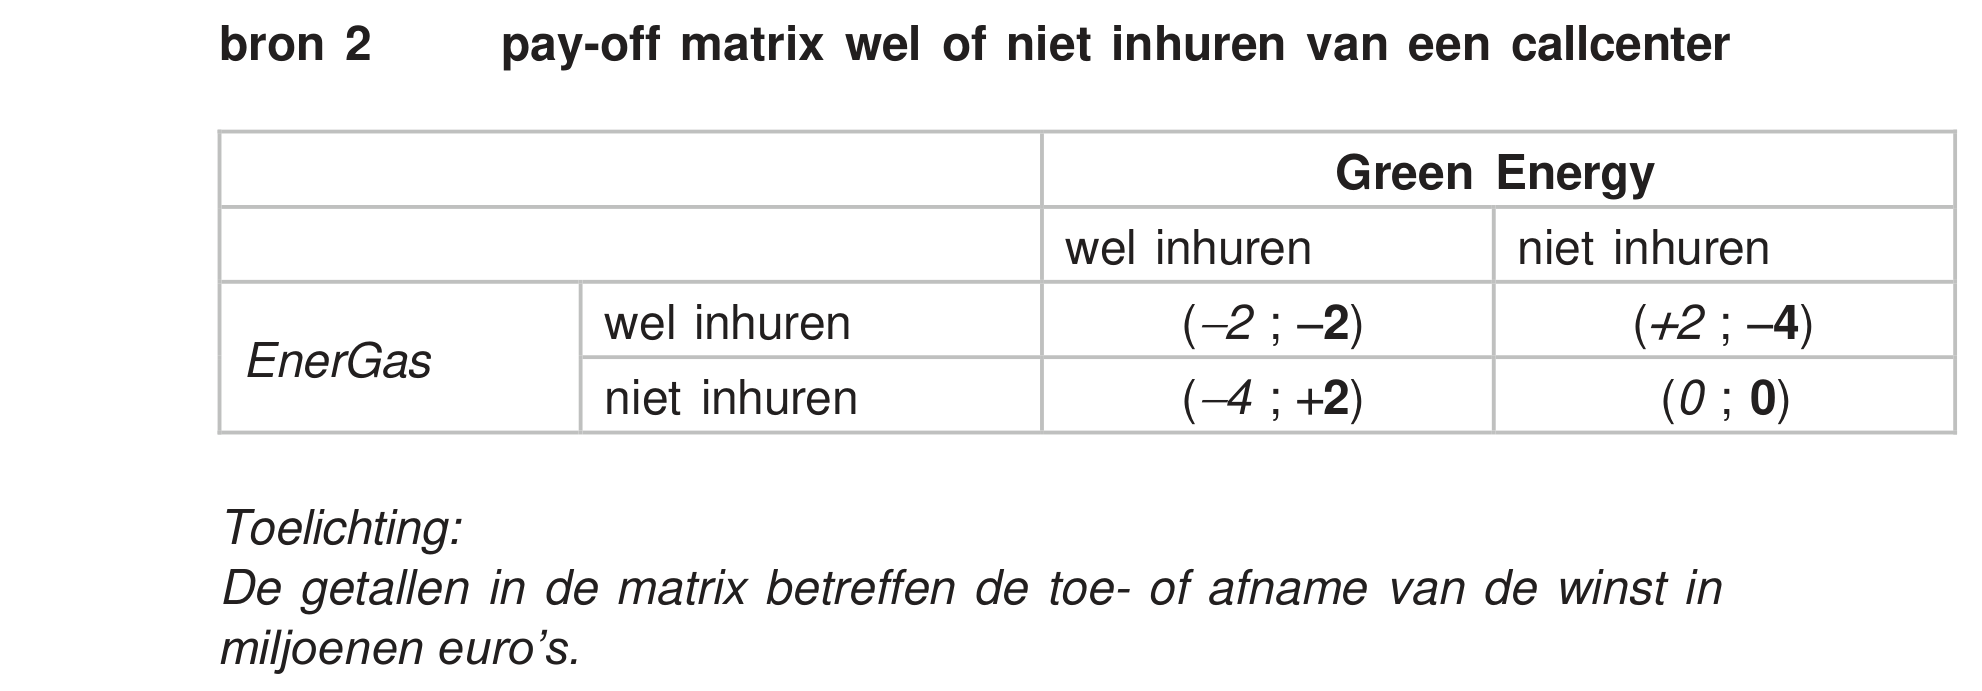 bron 2 pay-off matrix wel of niet inhuren van een callcenter
Green Energy
wel inhuren niet inhuren
EnerGas
wel inhuren (–2 ; –2) (+2 ; –4)
niet inhuren (–4 ; +2) (0 ; 0)
Toelichting:
De getallen in de matrix betreffen de toe- of afname van de winst in
miljoenen euro’s.